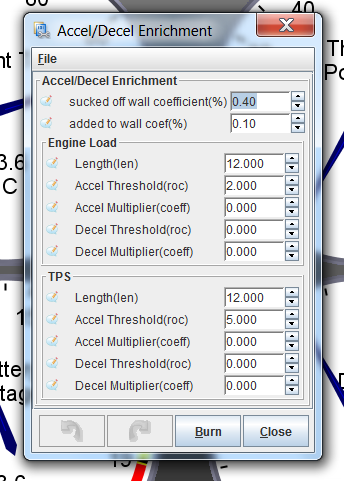 80
40
Accel/Decel Enrichment
File
Accel/Decel Enrichment
sucked off wall coefficient(%) 0.40
added to wall coef(%) 0.10
Engine Load
Length(len) 12.000
Accel Threshold(roc) 2.000
Accel Multiplier(coeff) 0.000
Decel Threshold(roc) 0.000
Decel Multiplier(coeff) 0.000
TPS
Length(len) 12.000
Accel Threshold(roc) 5.000
Accel Multiplier(coeff) 0.000
Decel Threshold(roc) 0.000
Decel Multiplier(coeff) 0.000
Burn Close